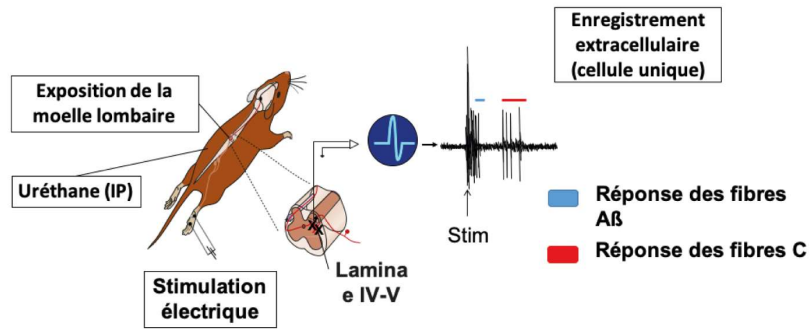 Enregistrement
extracellulaire
(cellule unique)
Exposition de la
moelle lombaire
Uréthane (IP)
Stimulation
électrique
Lamina
e IV-V
Stim
Réponse des fibres
Aß
Réponse des fibres C